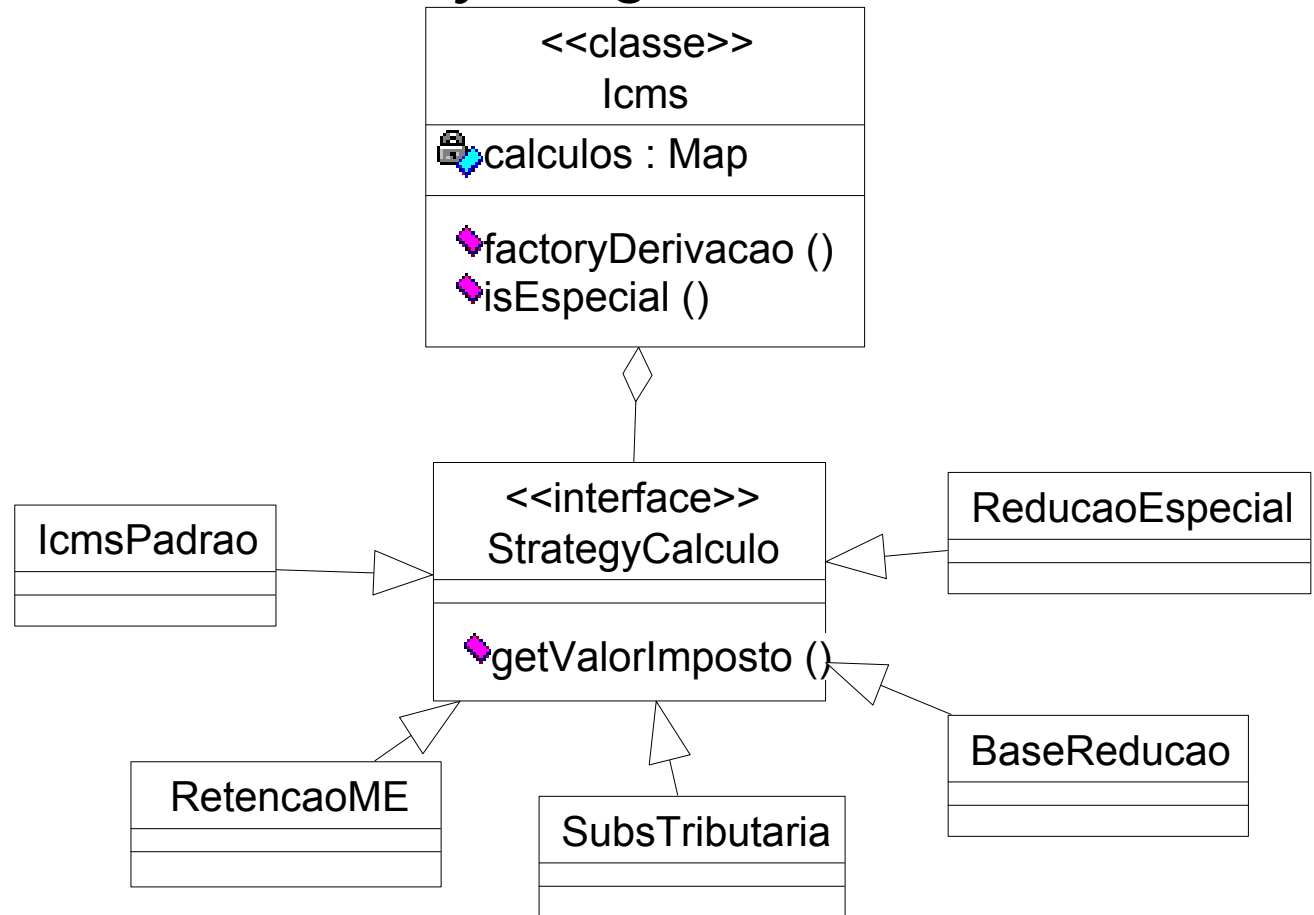 <<classe>>
Icms
calculos : Map
factoryDerivacao ()
isEspecial ()
<<interface>>
StrategyCalculo
getValorImposto ()
IcmsPadrao
ReducaoEspecial
RetencaoME
SubsTributaria
BaseReducao